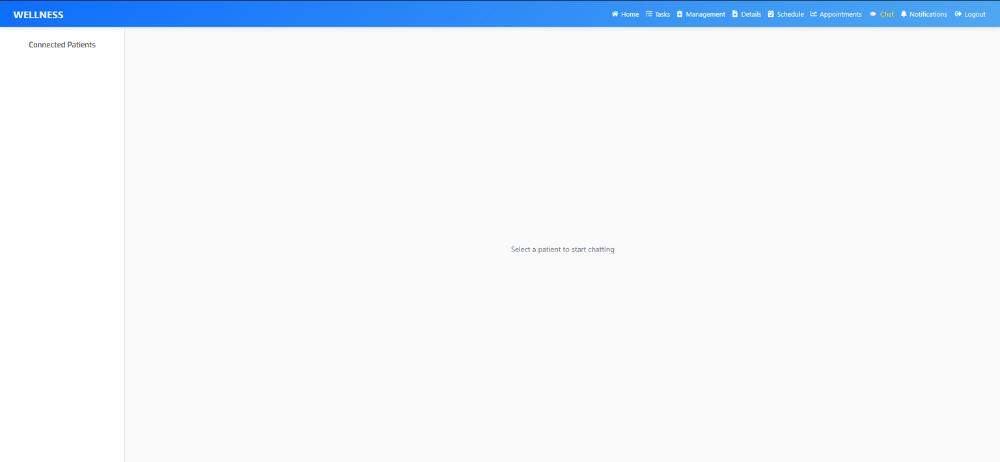 WELLNESS
Home Tasks Management Details Schedule Appointments Chat Notifications Logout
Connected Patients
Select a patient to start chatting